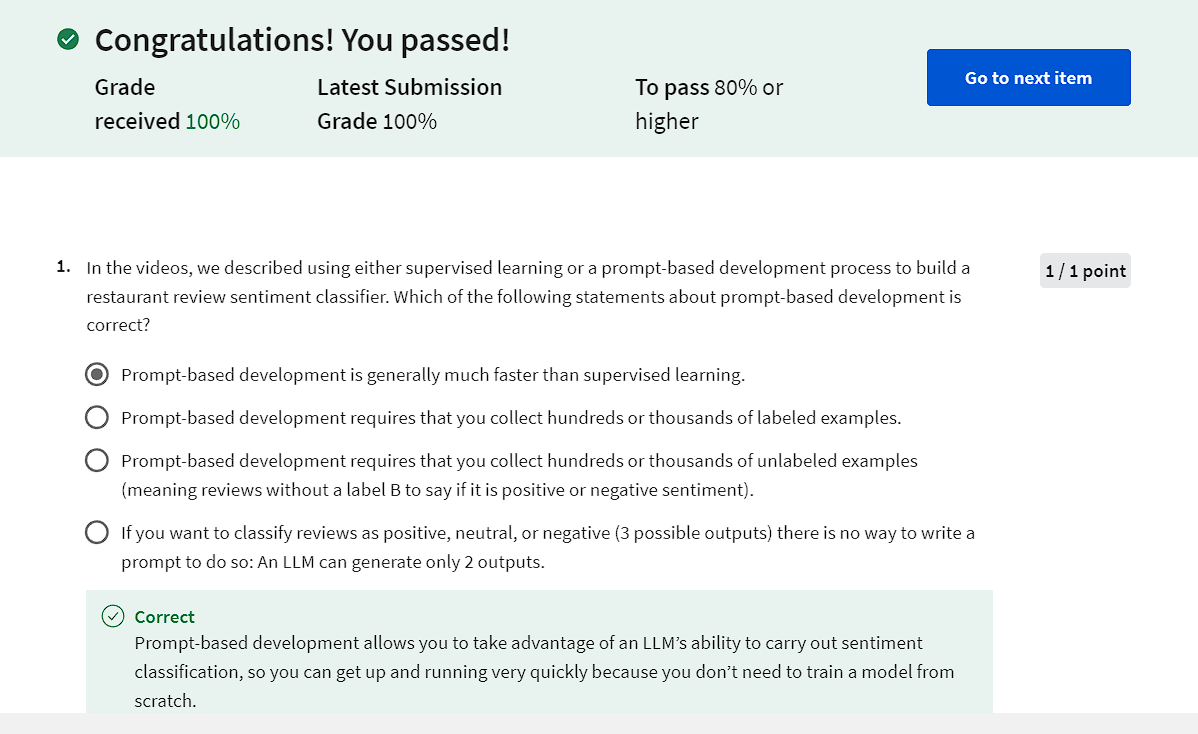 Congratulations! You passed!
Grade
received 100%
Latest Submission
Grade 100%
To pass 80% or
higher
Go to next item
1. In the videos, we described using either supervised learning or a prompt-based development process to build a
restaurant review sentiment classifier. Which of the following statements about prompt-based development is
correct?
1 / 1 point
Prompt-based development is generally much faster than supervised learning.
Prompt-based development requires that you collect hundreds or thousands of labeled examples.
Prompt-based development requires that you collect hundreds or thousands of unlabeled examples
(meaning reviews without a label B to say if it is positive or negative sentiment).
If you want to classify reviews as positive, neutral, or negative (3 possible outputs) there is no way to write a
prompt to do so: An LLM can generate only 2 outputs.
Correct
Prompt-based development allows you to take advantage of an LLM’s ability to carry out sentiment
classification, so you can get up and running very quickly because you don’t need to train a model from
scratch.